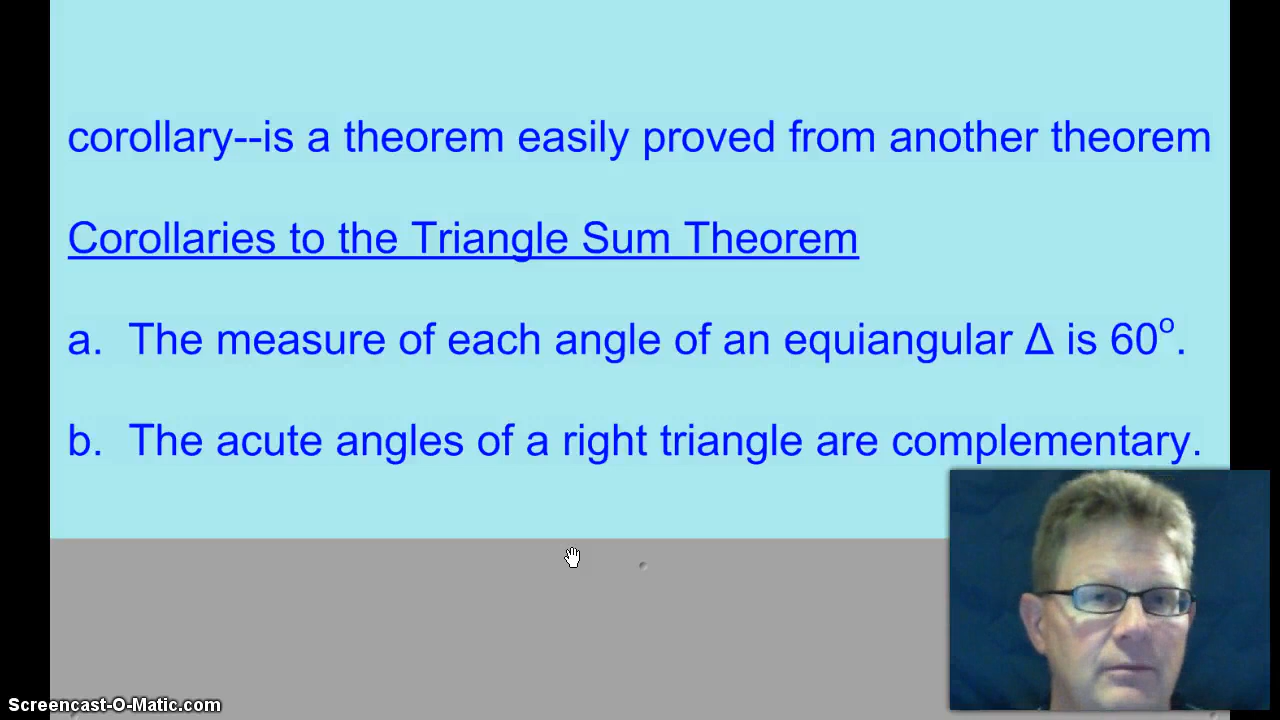 corollary--is a theorem easily proved from another theorem
Corollaries to the Triangle Sum Theorem
a. The measure of each angle of an equiangular Δ is 60º.
b. The acute angles of a right triangle are complementary.
Screencast-O-Matic.com